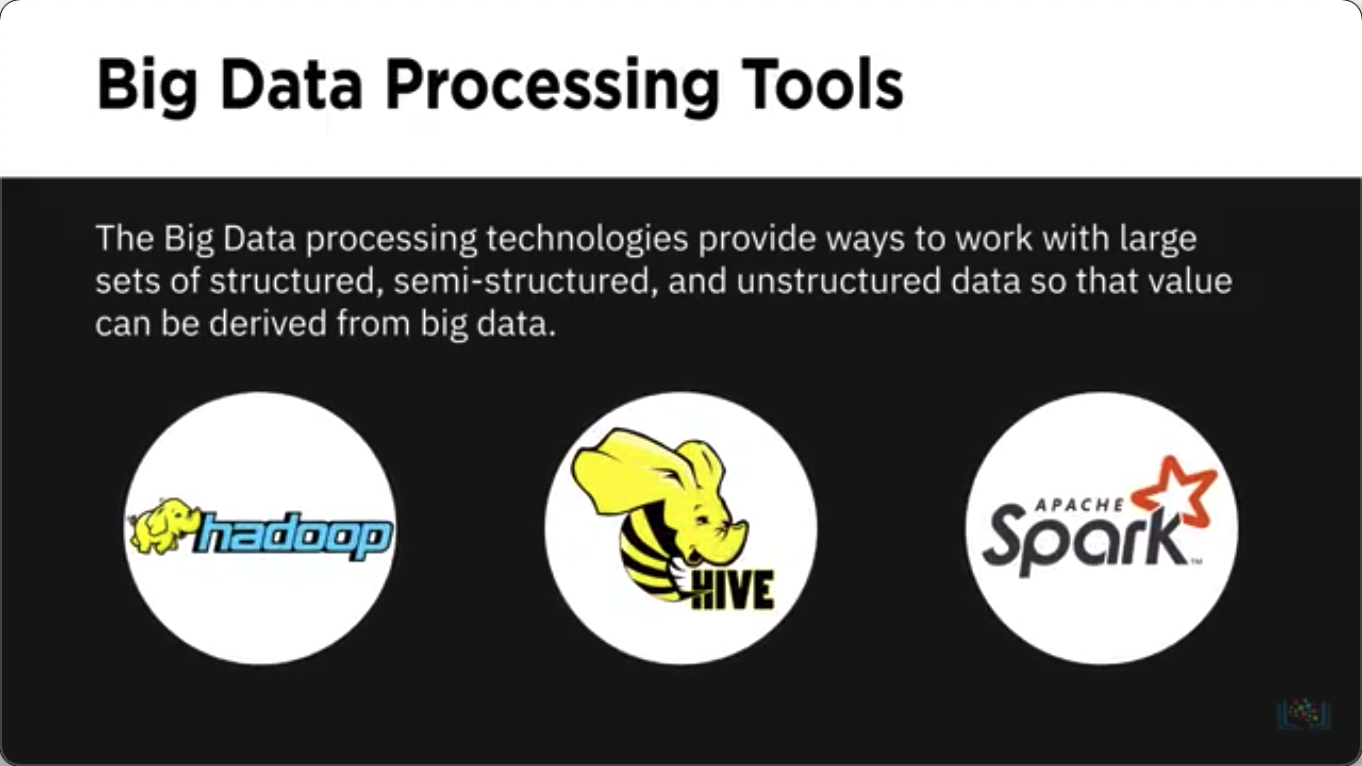 Big Data Processing Tools
The Big Data processing technologies provide ways to work with large
sets of structured, semi-structured, and unstructured data so that value
can be derived from big data.
hadoop
HIVE
APACHE
Spark™